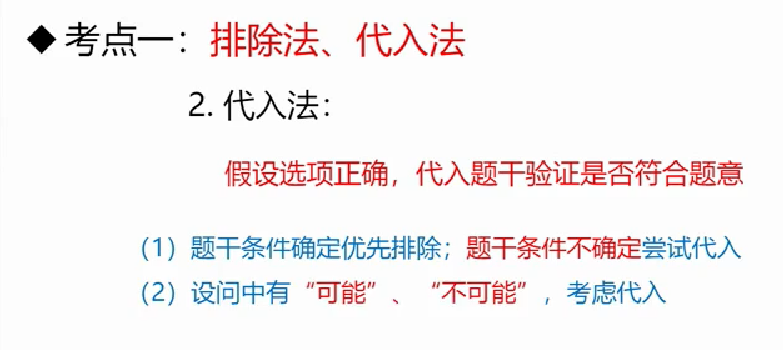 ◆ 考点一：排除法、代入法
2. 代入法：
假设选项正确，代入题干验证是否符合题意
（1）题干条件确定优先排除；题干条件不确定尝试代入
（2）设问中有“可能”、“不可能”，考虑代入